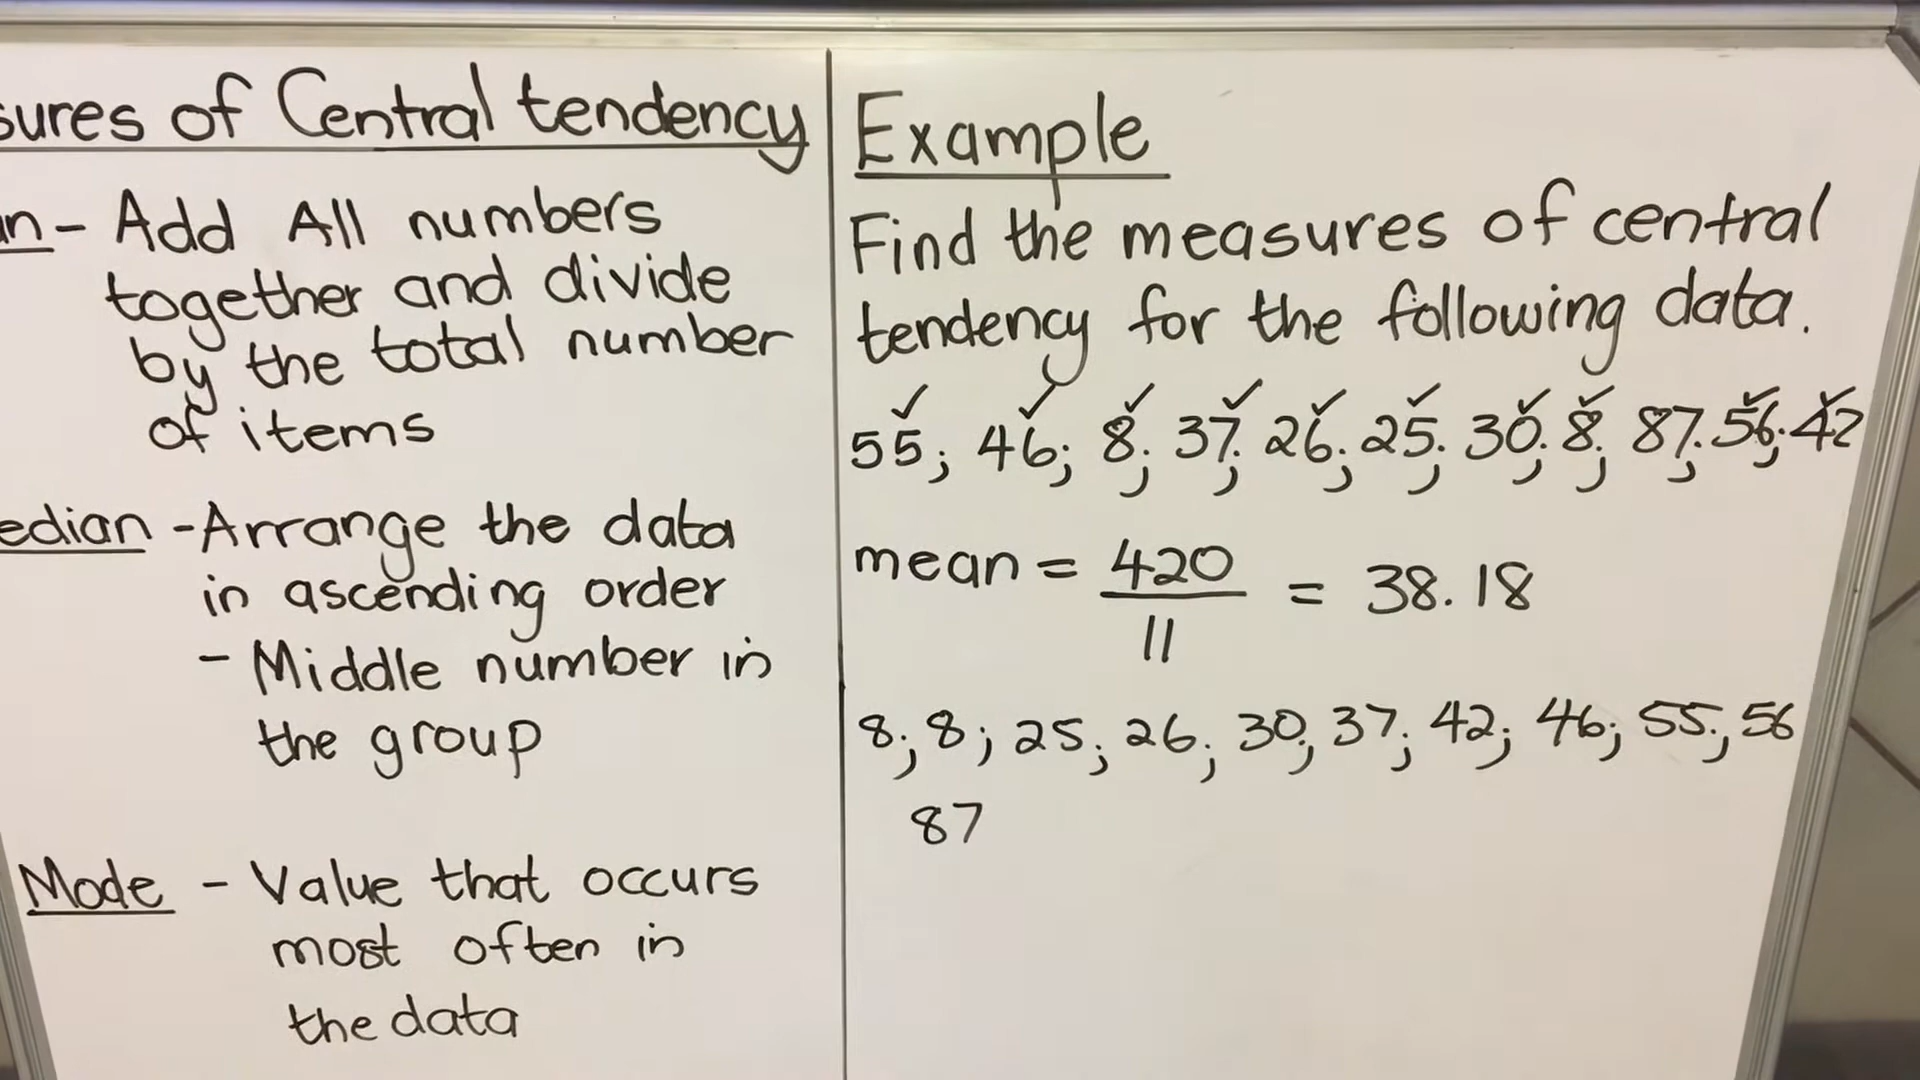 sures of Central tendency
an - Add All numbers
together and divide
by the total number
of items
edian - Arrange the data
in ascending order
- Middle number in
the group
Mode - Value that occurs
most often in
the data
Example
Find the measures of central
tendency for the following data.
55; 46; 8; 37; 26; 25; 30; 8; 87; 56; 42
mean = 420/11 = 38.18
8; 8; 25; 26; 30; 37; 42; 46; 55; 56
87